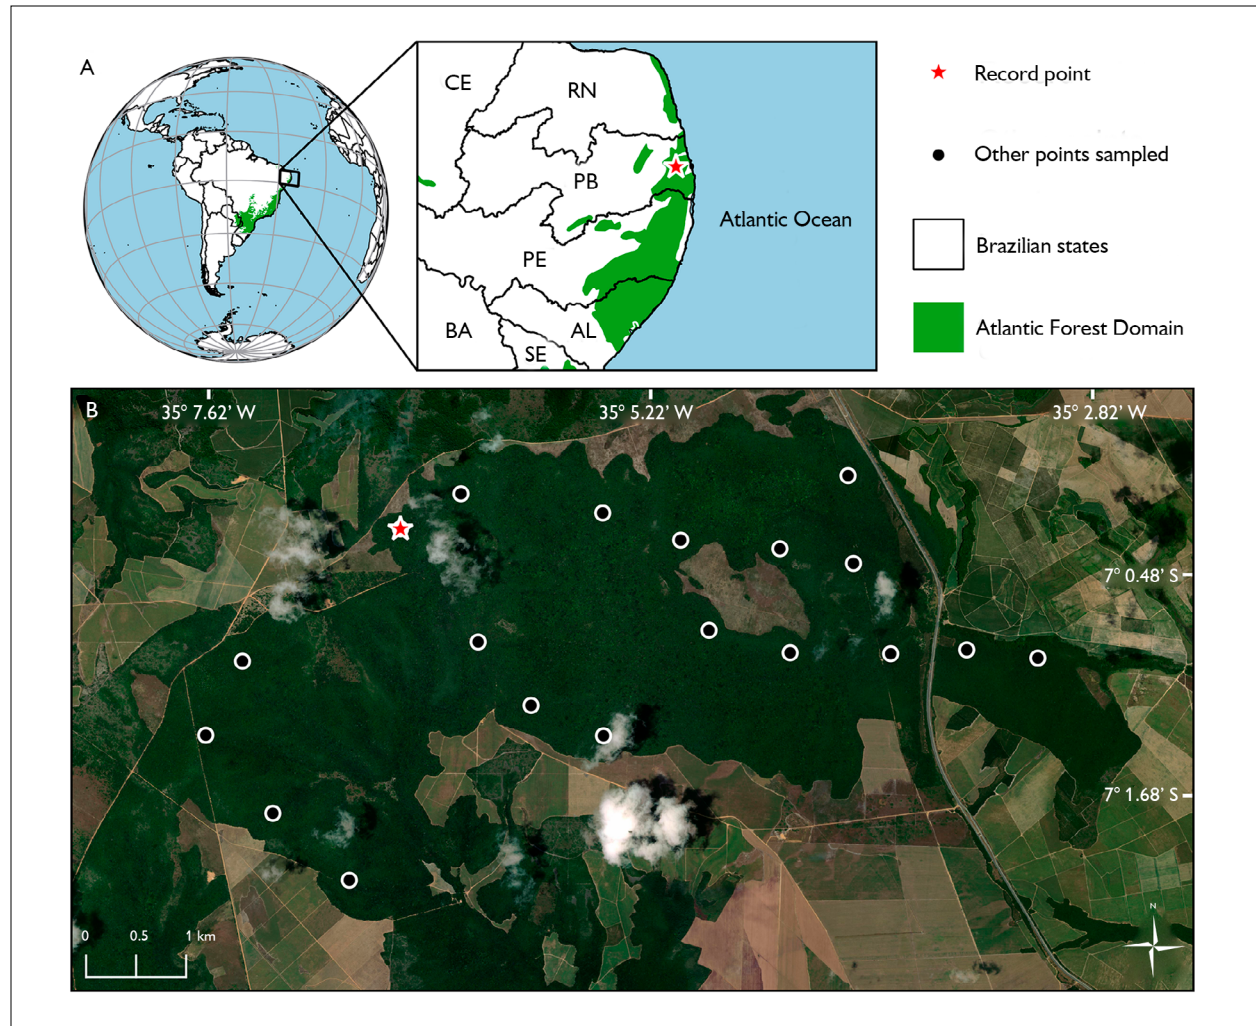 A
CE
RN
PB
PE
BA
AL
SE
Atlantic Ocean
Record point
Other points sampled
Brazilian states
Atlantic Forest Domain
B
35° 7.62' W
35° 5.22' W
35° 2.82' W
7° 0.48' S
7° 1.68' S
0 0.5 1 km
N